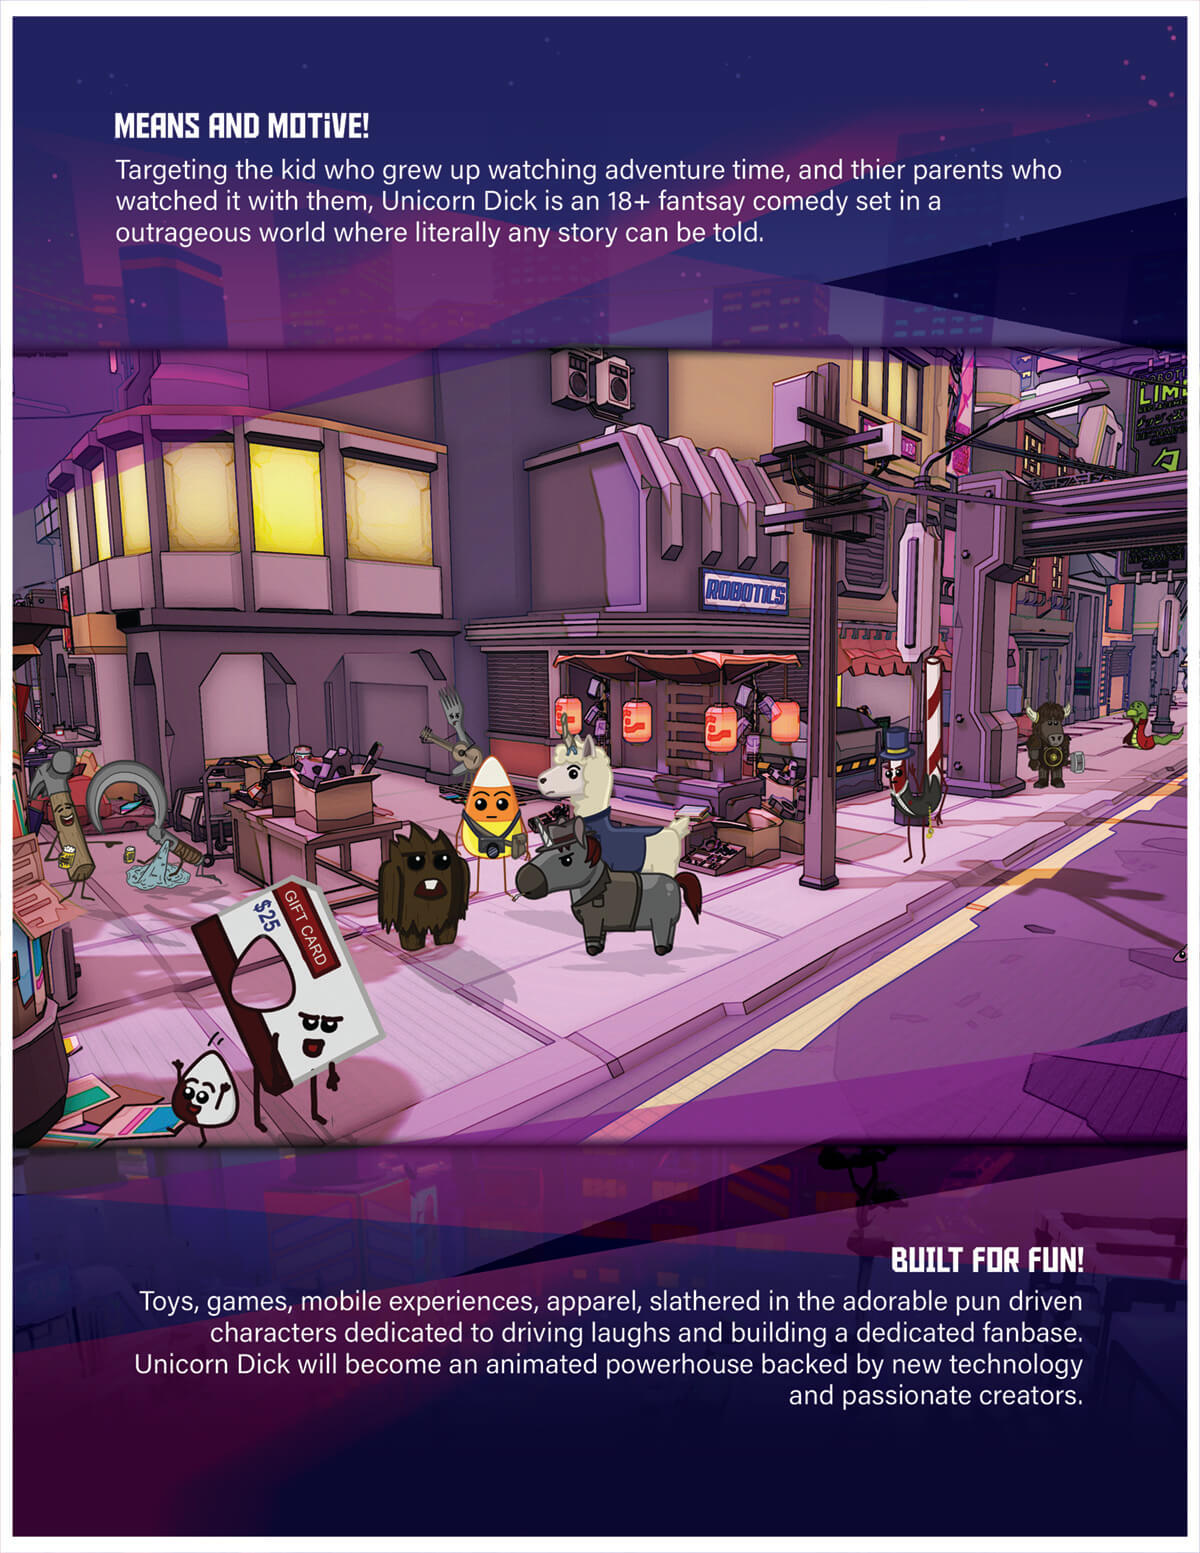 MEANS AND MOTiVE!
Targeting the kid who grew up watching adventure time, and thier parents who
watched it with them, Unicorn Dick is an 18+ fantsay comedy set in a
outrageous world where literally any story can be told.
LIM
ROBOTICS
$25
GIFT CARD
BUILT FOR FUN!
Toys, games, mobile experiences, apparel, slathered in the adorable pun driven
characters dedicated to driving laughs and building a dedicated fanbase.
Unicorn Dick will become an animated powerhouse backed by new technology
and passionate creators.